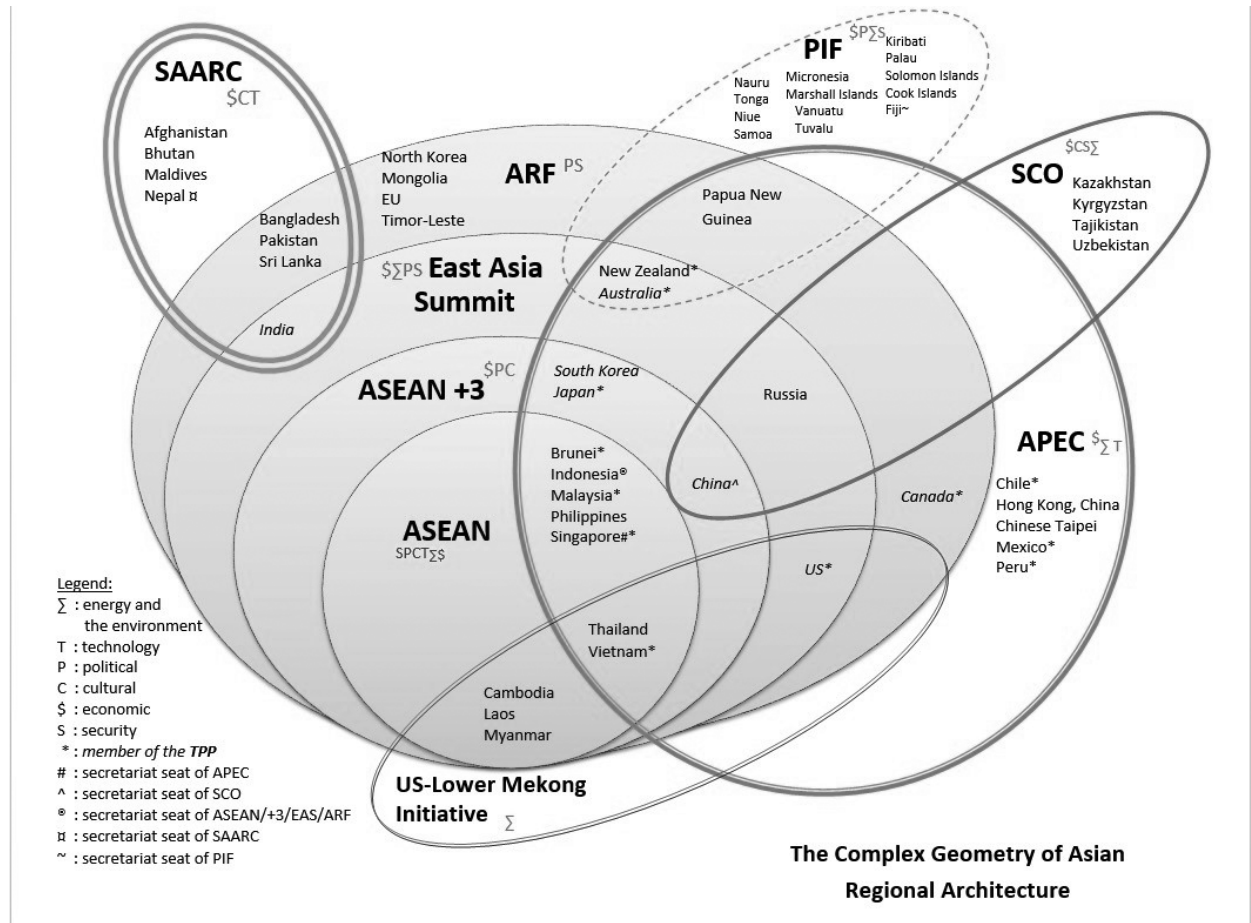 SAARC
$CT
Afghanistan
Bhutan
Maldives
Nepal ¤
Bangladesh
Pakistan
Sri Lanka
India
PIF $P∑S
Nauru
Tonga
Niue
Samoa
Micronesia
Marshall Islands
Vanuatu
Tuvalu
Kiribati
Palau
Solomon Islands
Cook Islands
Fiji~
North Korea
Mongolia
EU
Timor-Leste
ARF PS
Papua New
Guinea
SCO $CS∑
Kazakhstan
Kyrgyzstan
Tajikistan
Uzbekistan
$∑PS East Asia
Summit
New Zealand*
Australia*
ASEAN +3 $PC
South Korea
Japan*
Russia
China^
Canada*
US*
APEC $∑ T
Chile*
Hong Kong, China
Chinese Taipei
Mexico*
Peru*
ASEAN
SPCT∑$
Brunei*
Indonesia®
Malaysia*
Philippines
Singapore#*
Thailand
Vietnam*
Cambodia
Laos
Myanmar
US-Lower Mekong
Initiative ∑
Legend:
∑ : energy and
the environment
T : technology
P : political
C : cultural
$ : economic
S : security
* : member of the TPP
# : secretariat seat of APEC
^ : secretariat seat of SCO
® : secretariat seat of ASEAN/+3/EAS/ARF
¤ : secretariat seat of SAARC
~ : secretariat seat of PIF
The Complex Geometry of Asian
Regional Architecture